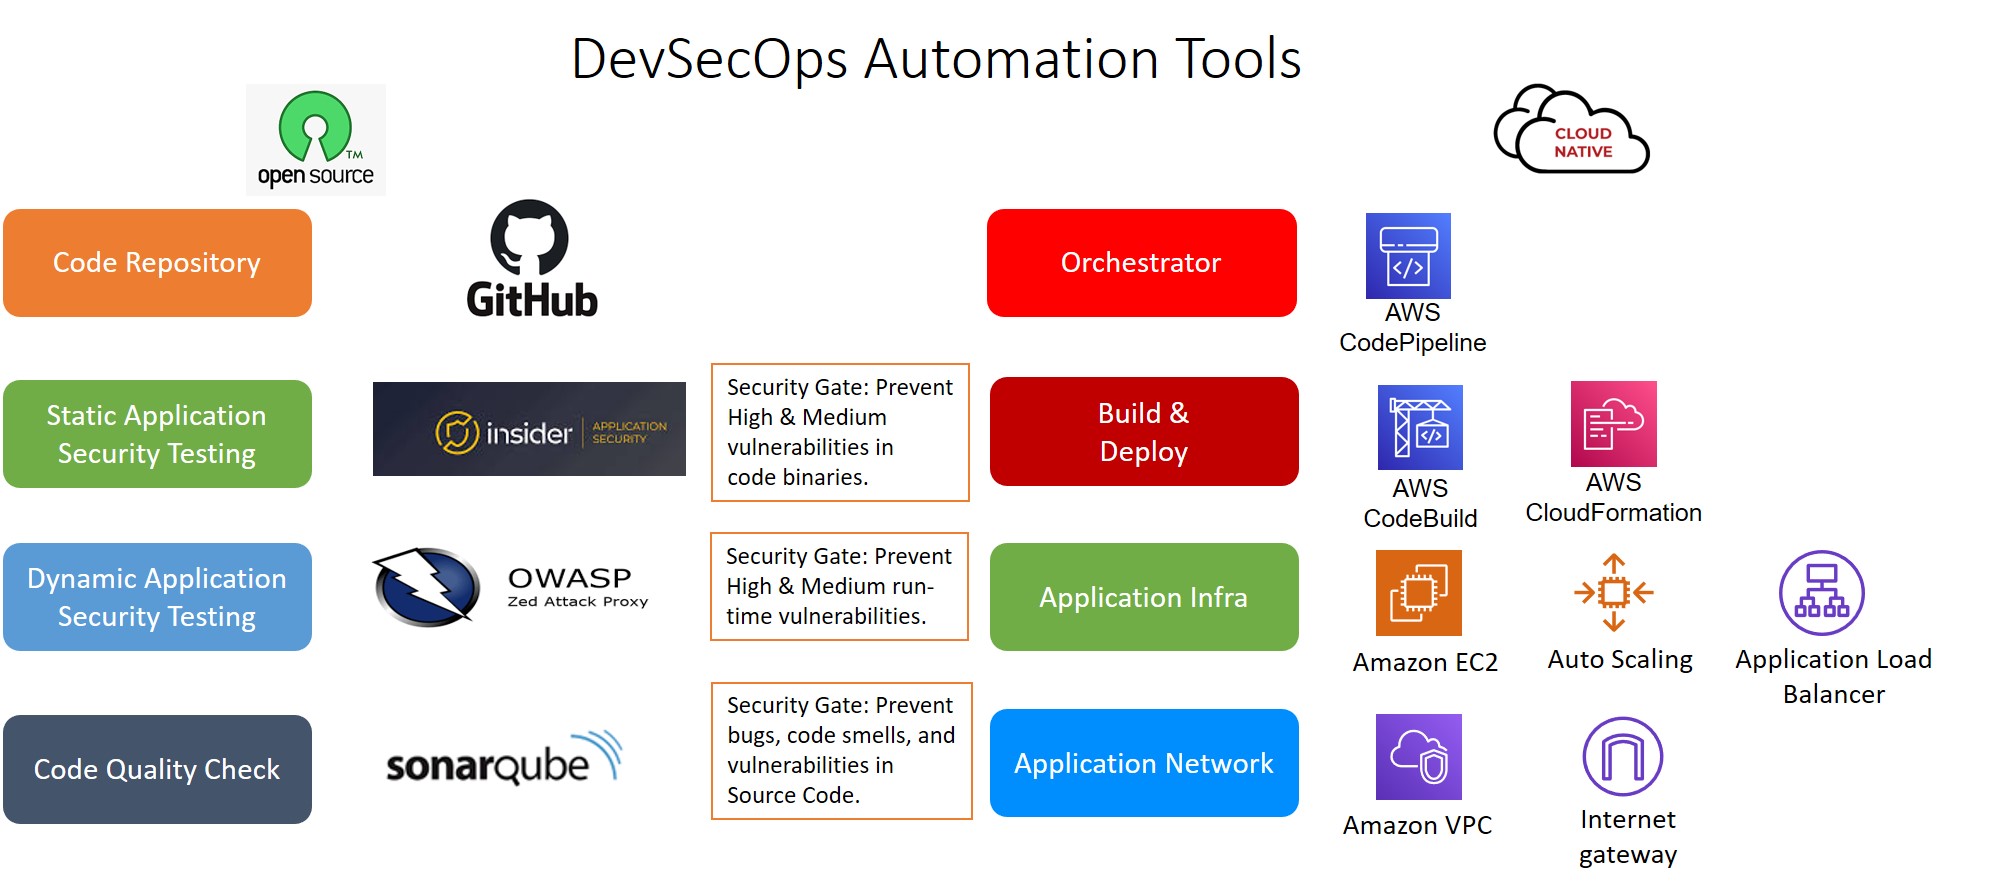 DevSecOps Automation Tools
TM
open source
CLOUD
NATIVE
Code Repository
GitHub
Orchestrator
AWS
CodePipeline
Static Application
Security Testing
insider
APPLICATION
SECURITY
Security Gate: Prevent
High & Medium
vulnerabilities in
code binaries.
Build &
Deploy
AWS
CodeBuild
AWS
CloudFormation
Dynamic Application
Security Testing
OWASP
Zed Attack Proxy
Security Gate: Prevent
High & Medium run-
time vulnerabilities.
Application Infra
Amazon EC2
Auto Scaling
Application Load
Balancer
Code Quality Check
sonarqube
Security Gate: Prevent
bugs, code smells, and
vulnerabilities in
Source Code.
Application Network
Amazon VPC
Internet
gateway